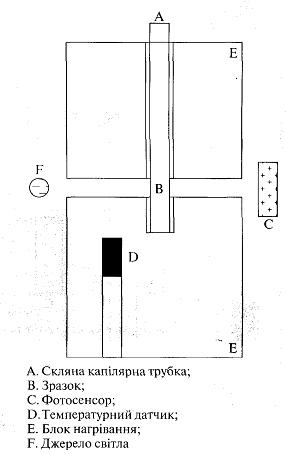 A
E
F
B
C
D
E
A. Скляна капілярна трубка;
B. Зразок;
C. Фотосенсор;
D. Температурний датчик;
E. Блок нагрівання;
F. Джерело світла